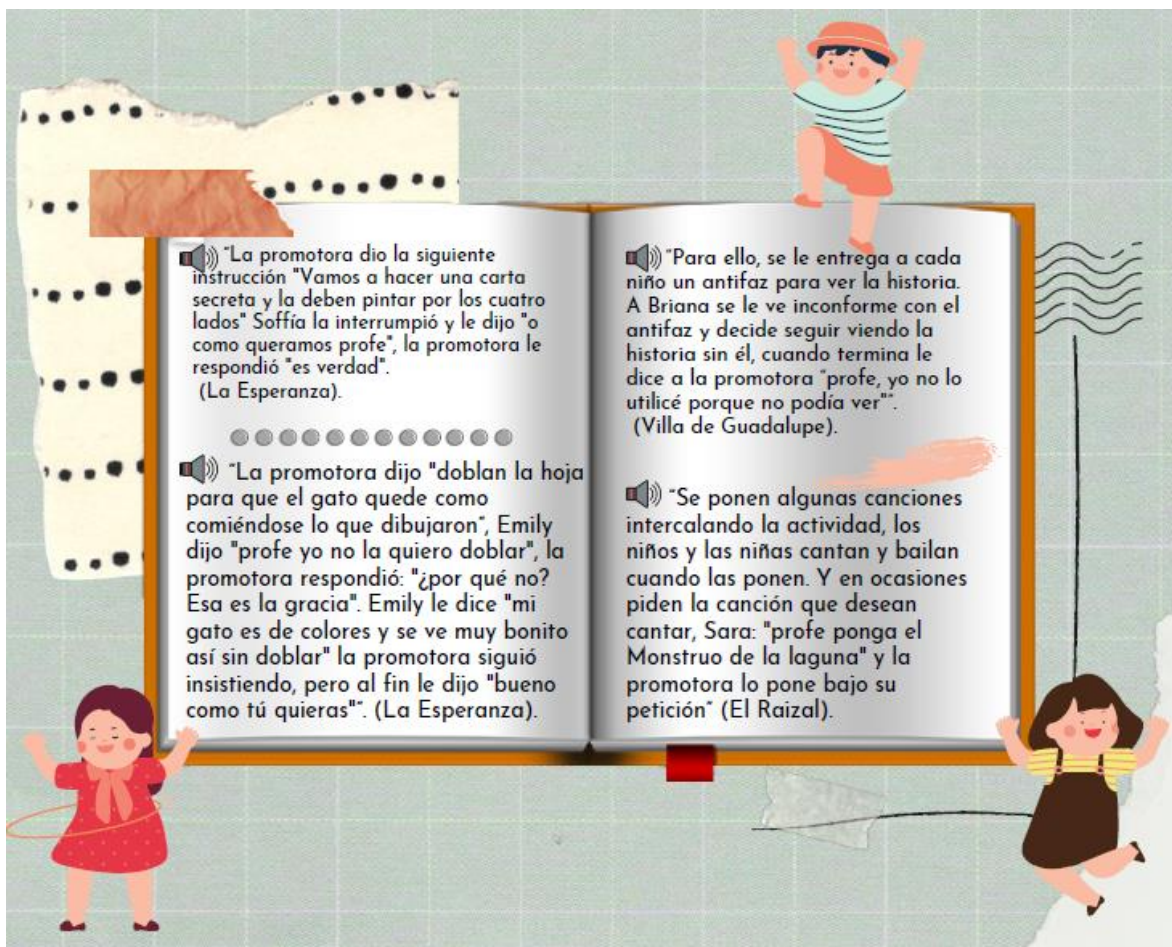 “La promotora dio la siguiente
instrucción "Vamos a hacer una carta
secreta y la deben pintar por los cuatro
lados" Soffía la interrumpió y le dijo "o
como queramos profe", la promotora le
respondió "es verdad".
(La Esperanza).
“La promotora dijo "doblan la hoja
para que el gato quede como
comiéndose lo que dibujaron”, Emily
dijo "profe yo no la quiero doblar", la
promotora respondió: "¿por qué no?
Esa es la gracia". Emily le dice "mi
gato es de colores y se ve muy bonito
así sin doblar" la promotora siguió
insistiendo, pero al fin le dijo "bueno
como tú quieras"”. (La Esperanza).
“Para ello, se le entrega a cada
niño un antifaz para ver la historia.
A Briana se le ve inconforme con el
antifaz y decide seguir viendo la
historia sin él, cuando termina le
dice a la promotora “profe, yo no lo
utilicé porque no podía ver"”.
(Villa de Guadalupe).
“Se ponen algunas canciones
intercalando la actividad, los
niños y las niñas cantan y bailan
cuando las ponen. Y en ocasiones
piden la canción que desean
cantar, Sara: "profe ponga el
Monstruo de la laguna" y la
promotora lo pone bajo su
petición” (El Raizal).